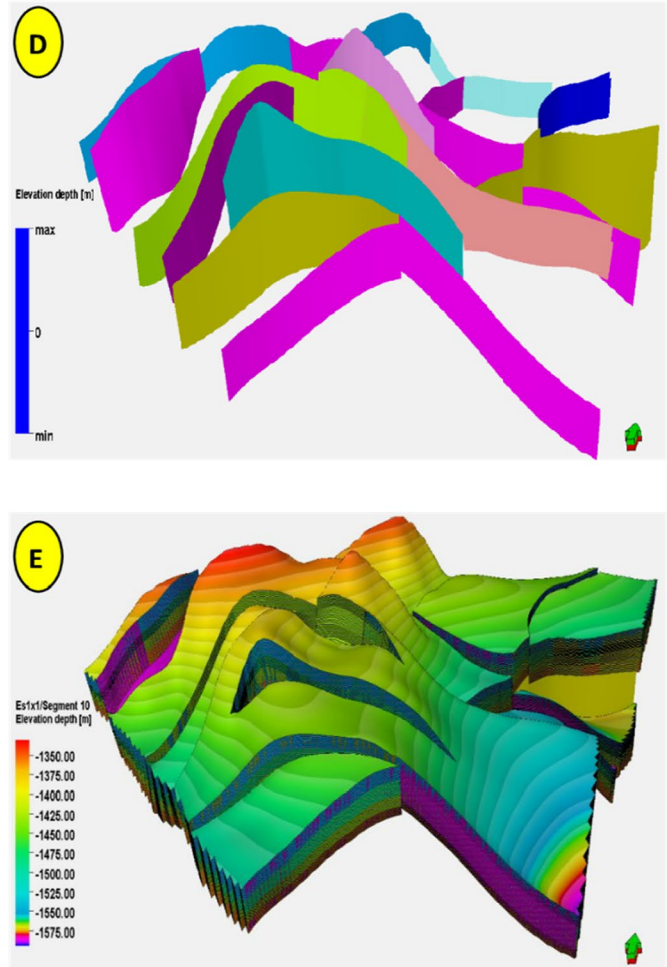 D
Elevation depth [m]
max
0
min
E
Es1x1/Segment 10
Elevation depth [m]
-1350.00
-1375.00
-1400.00
-1425.00
-1450.00
-1475.00
-1500.00
-1525.00
-1550.00
-1575.00